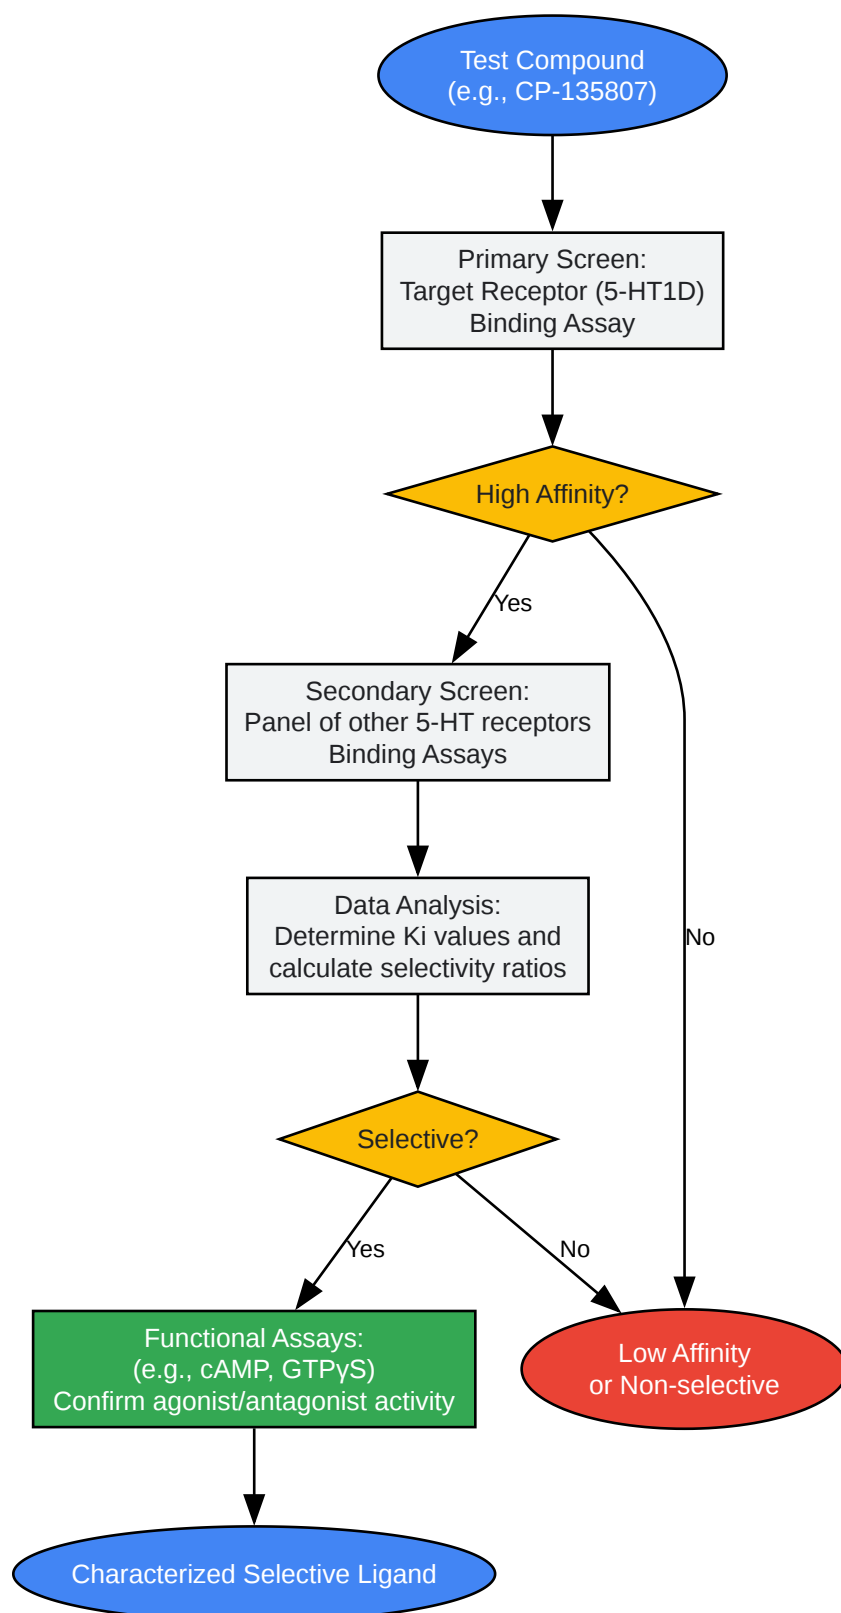 Test Compound
(e.g., CP-135807)
Primary Screen:
Target Receptor (5-HT1D)
Binding Assay
High Affinity?
Yes
Secondary Screen:
Panel of other 5-HT receptors
Binding Assays
Data Analysis:
Determine Ki values and
calculate selectivity ratios
No
Selective?
Yes
No
Functional Assays:
(e.g., cAMP, GTPγS)
Confirm agonist/antagonist activity
Low Affinity
or Non-selective
Characterized Selective Ligand